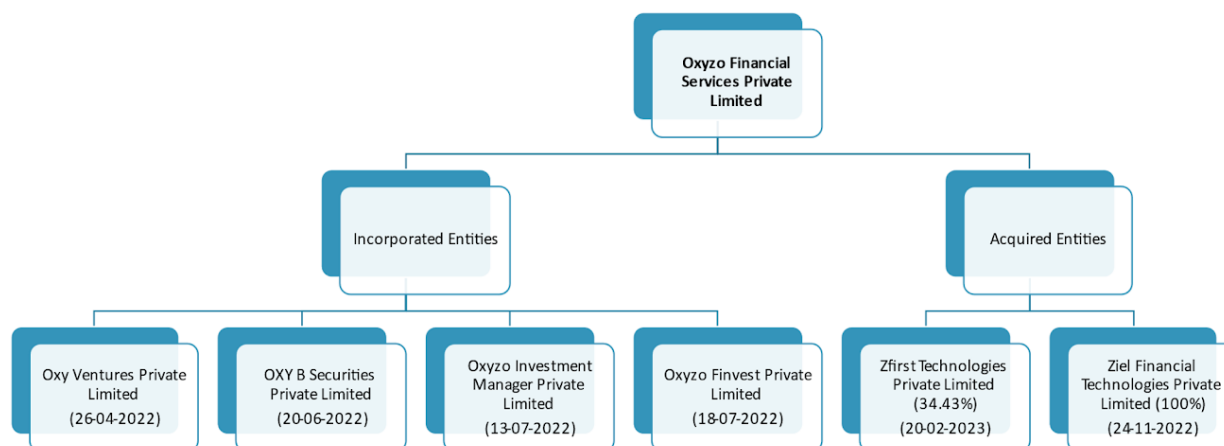 Oxyzo Financial
Services Private
Limited
Incorporated Entities
Acquired Entities
Oxy Ventures Private
Limited
(26-04-2022)
OXY B Securities
Private Limited
(20-06-2022)
Oxyzo Investment
Manager Private
Limited
(13-07-2022)
Oxyzo Finvest Private
Limited
(18-07-2022)
Zfirst Technologies
Private Limited
(34.43%)
(20-02-2023)
Ziel Financial
Technologies Private
Limited (100%)
(24-11-2022)